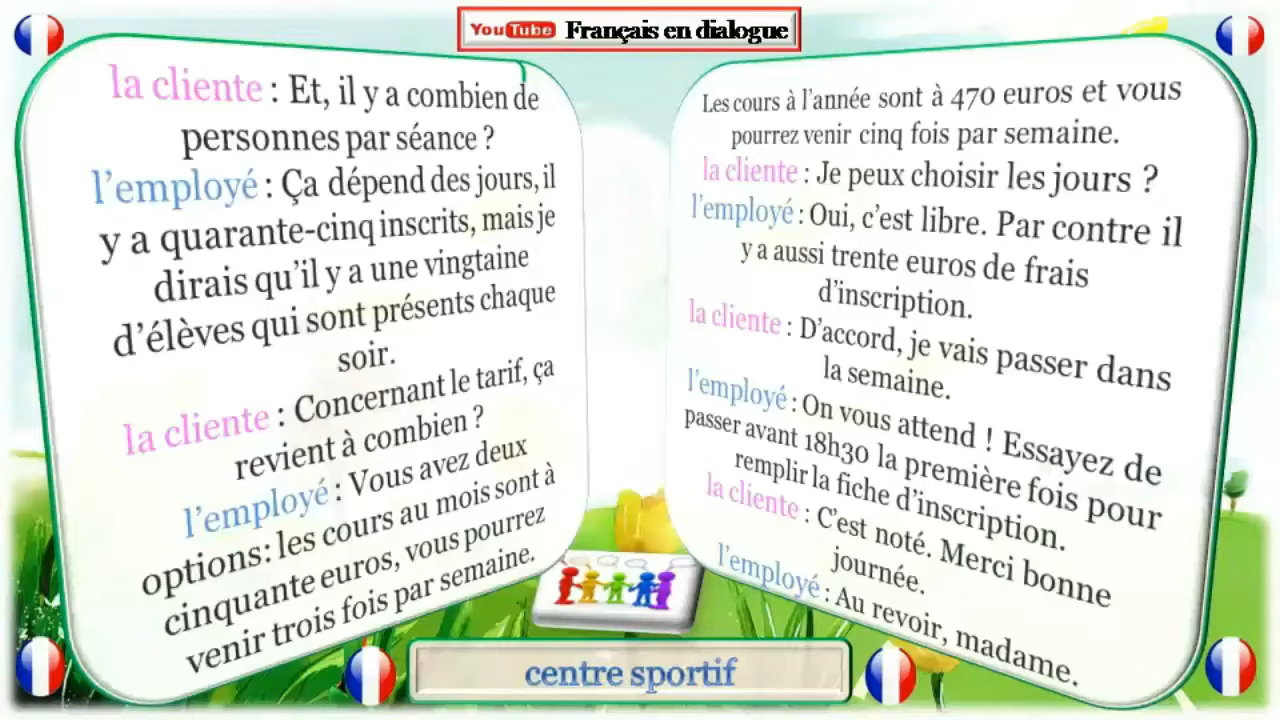 YouTube Français en dialogue
la cliente : Et, il y a combien de
personnes par séance ?
l'employé : Ça dépend des jours, il
y a quarante-cinq inscrits, mais je
dirais qu'il y a une vingtaine
d'élèves qui sont présents chaque
soir.
la cliente : Concernant le tarif, ça
revient à combien ?
l'employé : Vous avez deux
options: les cours au mois sont à
cinquante euros, vous pourrez
venir trois fois par semaine.
Les cours à l'année sont à 470 euros et vous
pourrez venir cinq fois par semaine.
la cliente : Je peux choisir les jours ?
l'employé : Oui, c'est libre. Par contre il
y a aussi trente euros de frais
d'inscription.
la cliente : D'accord, je vais passer dans
la semaine.
l'employé : On vous attend ! Essayez de
passer avant 18h30 la première fois pour
remplir la fiche d'inscription.
la cliente : C'est noté. Merci bonne
journée.
l'employé : Au revoir, madame.
centre sportif